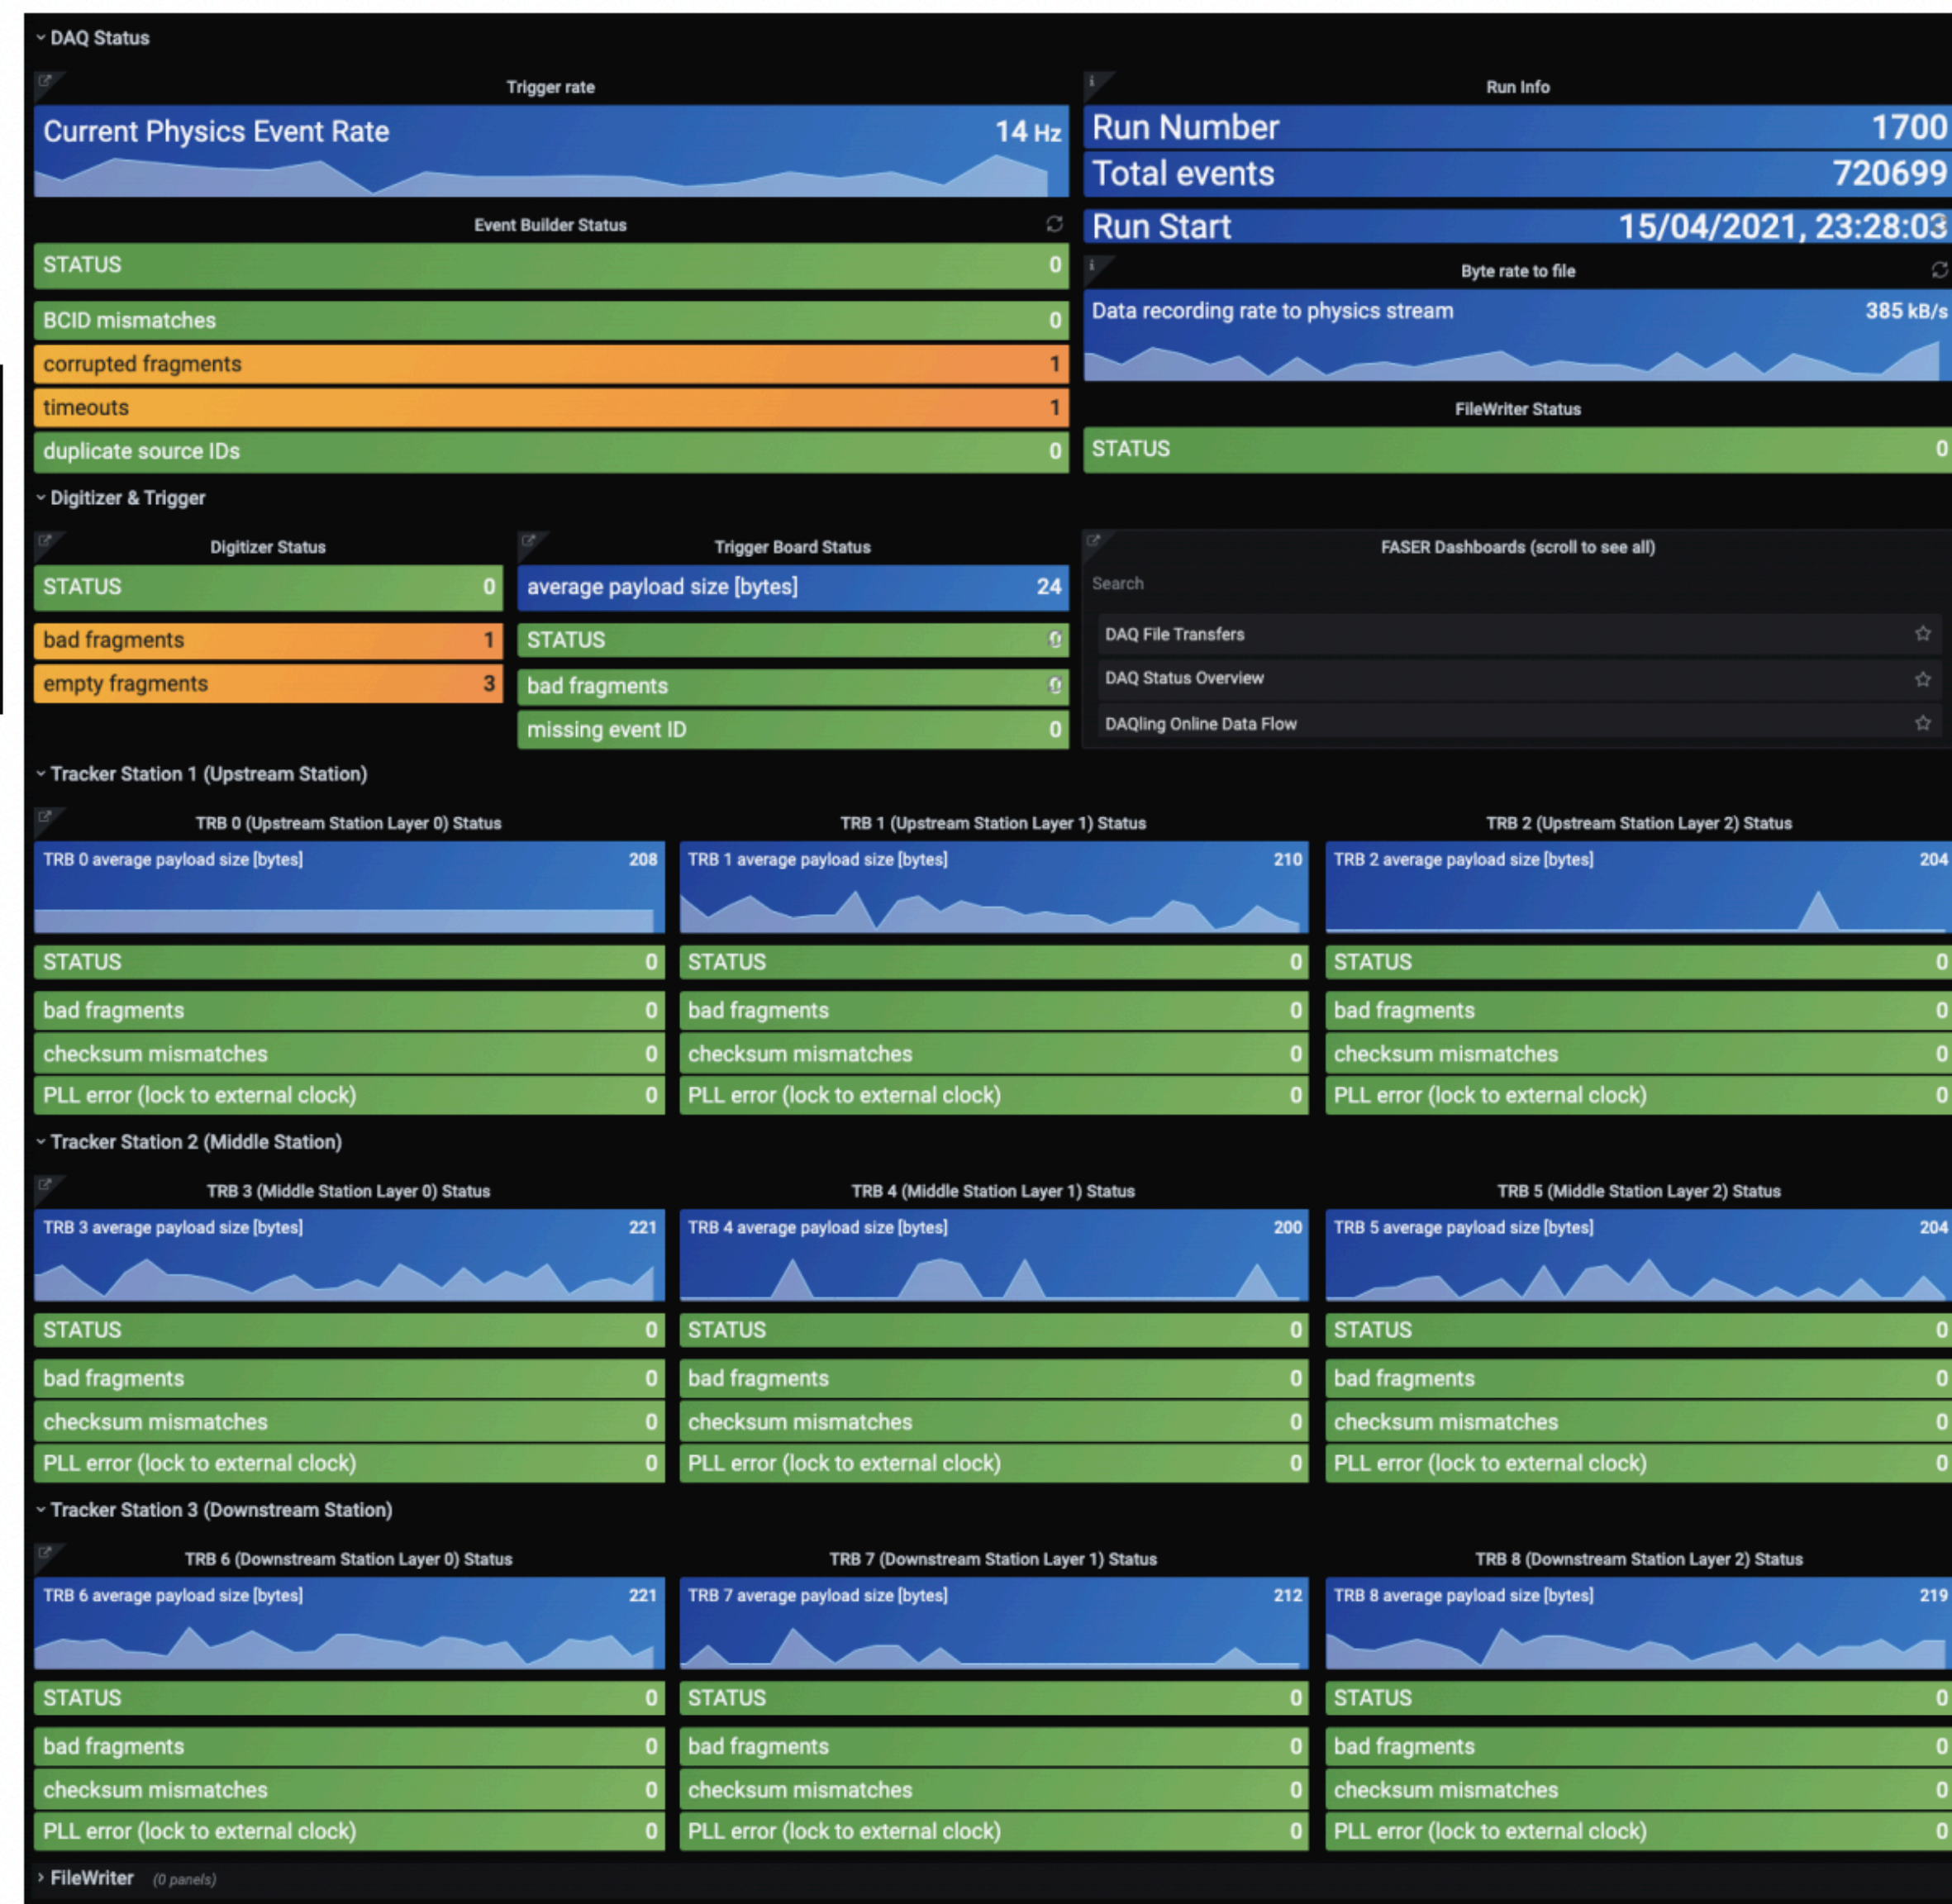 DAQ Status
Trigger rate
Current Physics Event Rate 14 Hz
Run Info
Run Number 1700
Total events 720699
Run Start 15/04/2021, 23:28:03
Event Builder Status
STATUS 0
BCID mismatches 0
corrupted fragments 1
timeouts 1
duplicate source IDs 0
Byte rate to file
Data recording rate to physics stream 385 kB/s
FileWriter Status
STATUS 0
Digitizer & Trigger
Digitizer Status
STATUS 0
bad fragments 1
empty fragments 3
Trigger Board Status
average payload size [bytes] 24
STATUS 0
bad fragments 0
missing event ID 0
FASER Dashboards (scroll to see all)
Search
DAQ File Transfers
DAQ Status Overview
DAQling Online Data Flow
Tracker Station 1 (Upstream Station)
TRB 0 (Upstream Station Layer 0) Status
TRB 0 average payload size [bytes] 208
STATUS 0
bad fragments 0
checksum mismatches 0
PLL error (lock to external clock) 0
TRB 1 (Upstream Station Layer 1) Status
TRB 1 average payload size [bytes] 210
STATUS 0
bad fragments 0
checksum mismatches 0
PLL error (lock to external clock) 0
TRB 2 (Upstream Station Layer 2) Status
TRB 2 average payload size [bytes] 204
STATUS 0
bad fragments 0
checksum mismatches 0
PLL error (lock to external clock) 0
Tracker Station 2 (Middle Station)
TRB 3 (Middle Station Layer 0) Status
TRB 3 average payload size [bytes] 221
STATUS 0
bad fragments 0
checksum mismatches 0
PLL error (lock to external clock) 0
TRB 4 (Middle Station Layer 1) Status
TRB 4 average payload size [bytes] 200
STATUS 0
bad fragments 0
checksum mismatches 0
PLL error (lock to external clock) 0
TRB 5 (Middle Station Layer 2) Status
TRB 5 average payload size [bytes] 204
STATUS 0
bad fragments 0
checksum mismatches 0
PLL error (lock to external clock) 0
Tracker Station 3 (Downstream Station)
TRB 6 (Downstream Station Layer 0) Status
TRB 6 average payload size [bytes] 221
STATUS 0
bad fragments 0
checksum mismatches 0
PLL error (lock to external clock) 0
TRB 7 (Downstream Station Layer 1) Status
TRB 7 average payload size [bytes] 212
STATUS 0
bad fragments 0
checksum mismatches 0
PLL error (lock to external clock) 0
TRB 8 (Downstream Station Layer 2) Status
TRB 8 average payload size [bytes] 219
STATUS 0
bad fragments 0
checksum mismatches 0
PLL error (lock to external clock) 0
FileWriter (0 panels)